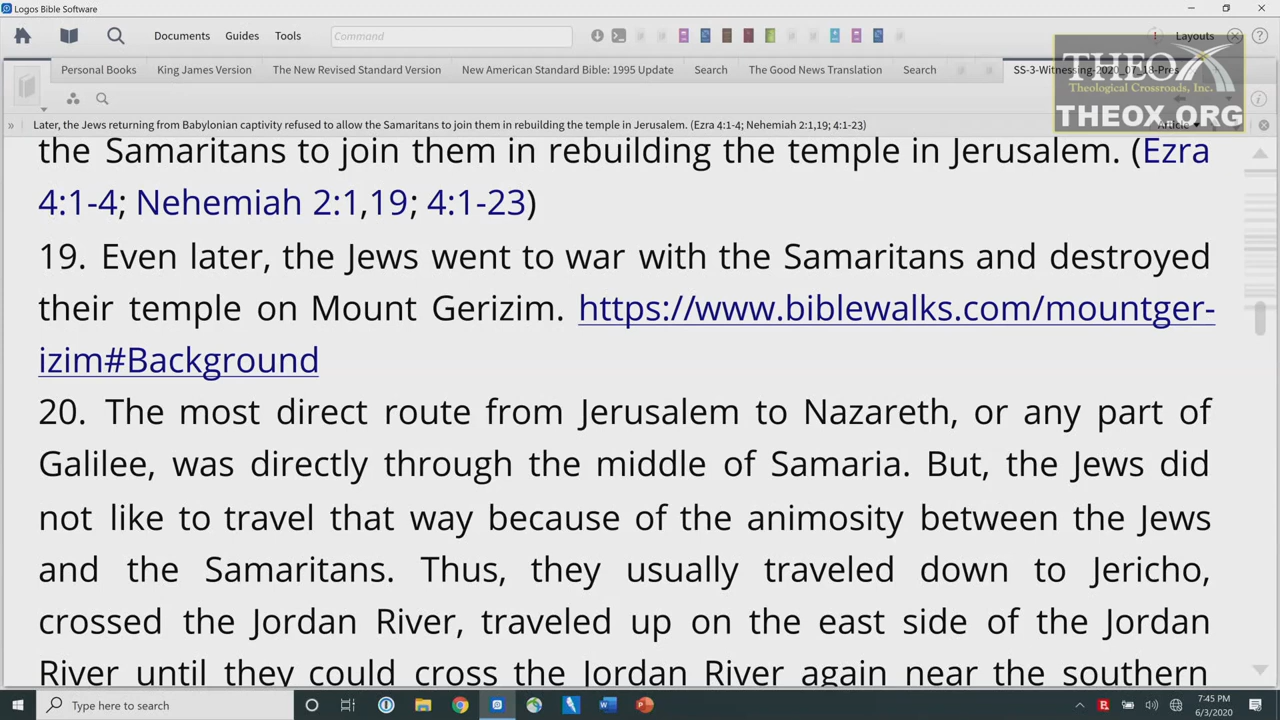 Logos Bible Software
Documents Guides Tools Command Layouts
Personal Books King James Version The New Revised New American Standard Bible: 1995 Update Search The Good News Translation Search SS-3-Witnessing-2020_07_18-Pres
THEOX
Theological Crossroads, Inc.
THEOX.ORG
Later, the Jews returning from Babylonian captivity refused to allow the Samaritans to join them in rebuilding the temple in Jerusalem. (Ezra 4:1-4; Nehemiah 2:1,19; 4:1-23) Article
the Samaritans to join them in rebuilding the temple in Jerusalem. (Ezra
4:1-4; Nehemiah 2:1,19; 4:1-23)
19. Even later, the Jews went to war with the Samaritans and destroyed
their temple on Mount Gerizim. https://www.biblewalks.com/mountger-
izim#Background
20. The most direct route from Jerusalem to Nazareth, or any part of
Galilee, was directly through the middle of Samaria. But, the Jews did
not like to travel that way because of the animosity between the Jews
and the Samaritans. Thus, they usually traveled down to Jericho,
crossed the Jordan River, traveled up on the east side of the Jordan
River until they could cross the Jordan River again near the southern
Type here to search
7:45 PM
6/3/2020